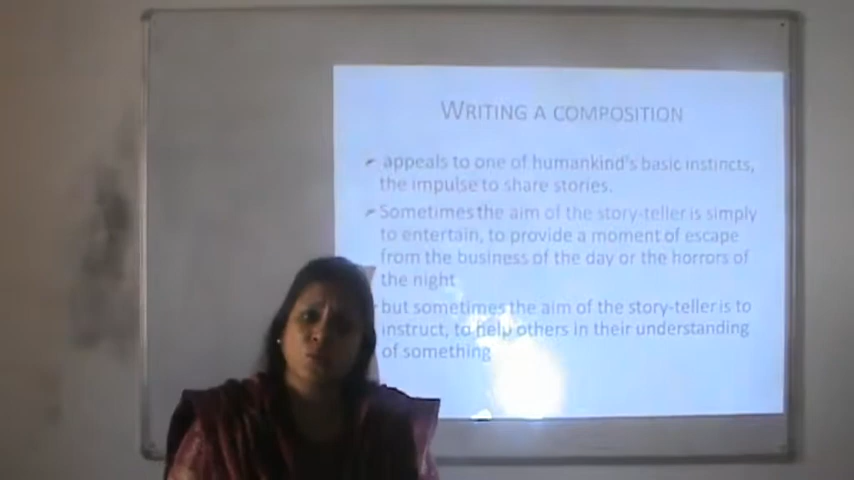 WRITING A COMPOSITION
appeals to one of humankind's basic instincts,
the impulse to share stories.
Sometimes the aim of the story-teller is simply
to entertain, to provide a moment of escape
from the business of the day or the horrors of
the night
but sometimes the aim of the story-teller is to
instruct, to help others in their understanding
of something